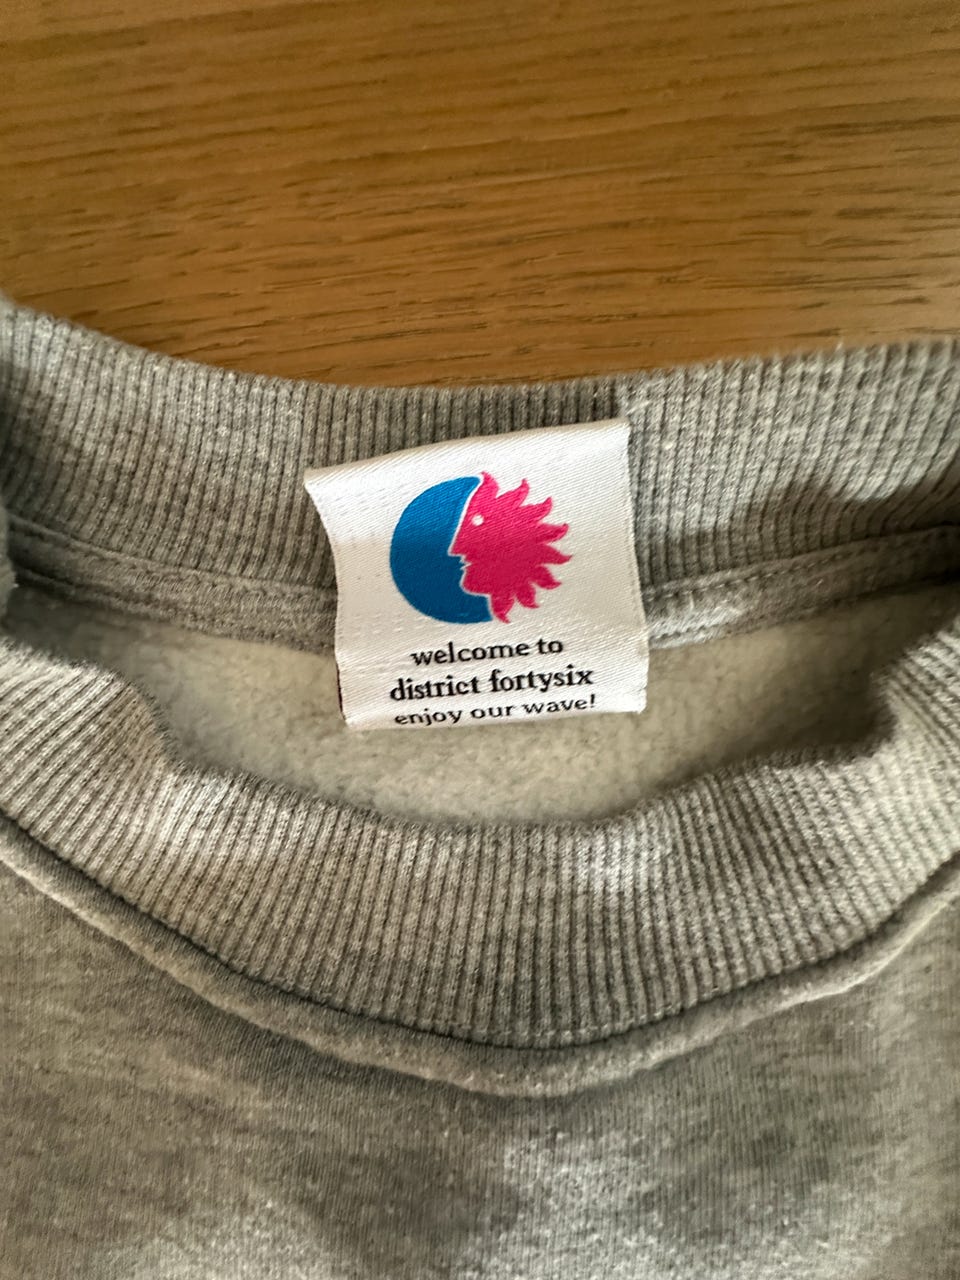 welcome to
district fortysix
enjoy our wave!